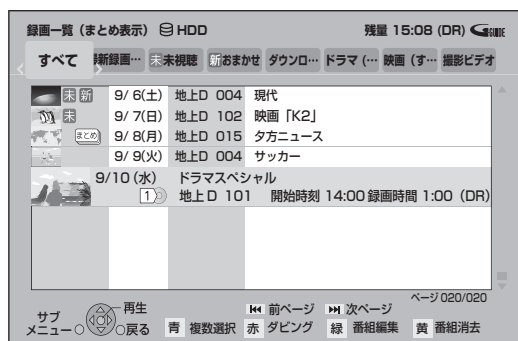 録画一覧（まとめ表示） HDD 残量 15:08 (DR) GGUIDE
すべて 新録画… 未 未視聴 新 おまかせ ダウンロ… ドラマ (… 映画 (す… 撮影ビデオ
未 新 9/ 6(土) 地上D 004 現代
未 9/ 7(日) 地上D 102 映画「K2」
まとめ 9/ 8(月) 地上D 015 夕方ニュース
9/ 9(火) 地上D 004 サッカー
9/10 (水) ドラマスペシャル
1 地上D 101 開始時刻 14:00 録画時間 1:00 (DR)
ページ 020/020
再生 前ページ 次ページ
サブメニュー 戻る 青 複数選択 赤 ダビング 緑 番組編集 黄 番組消去